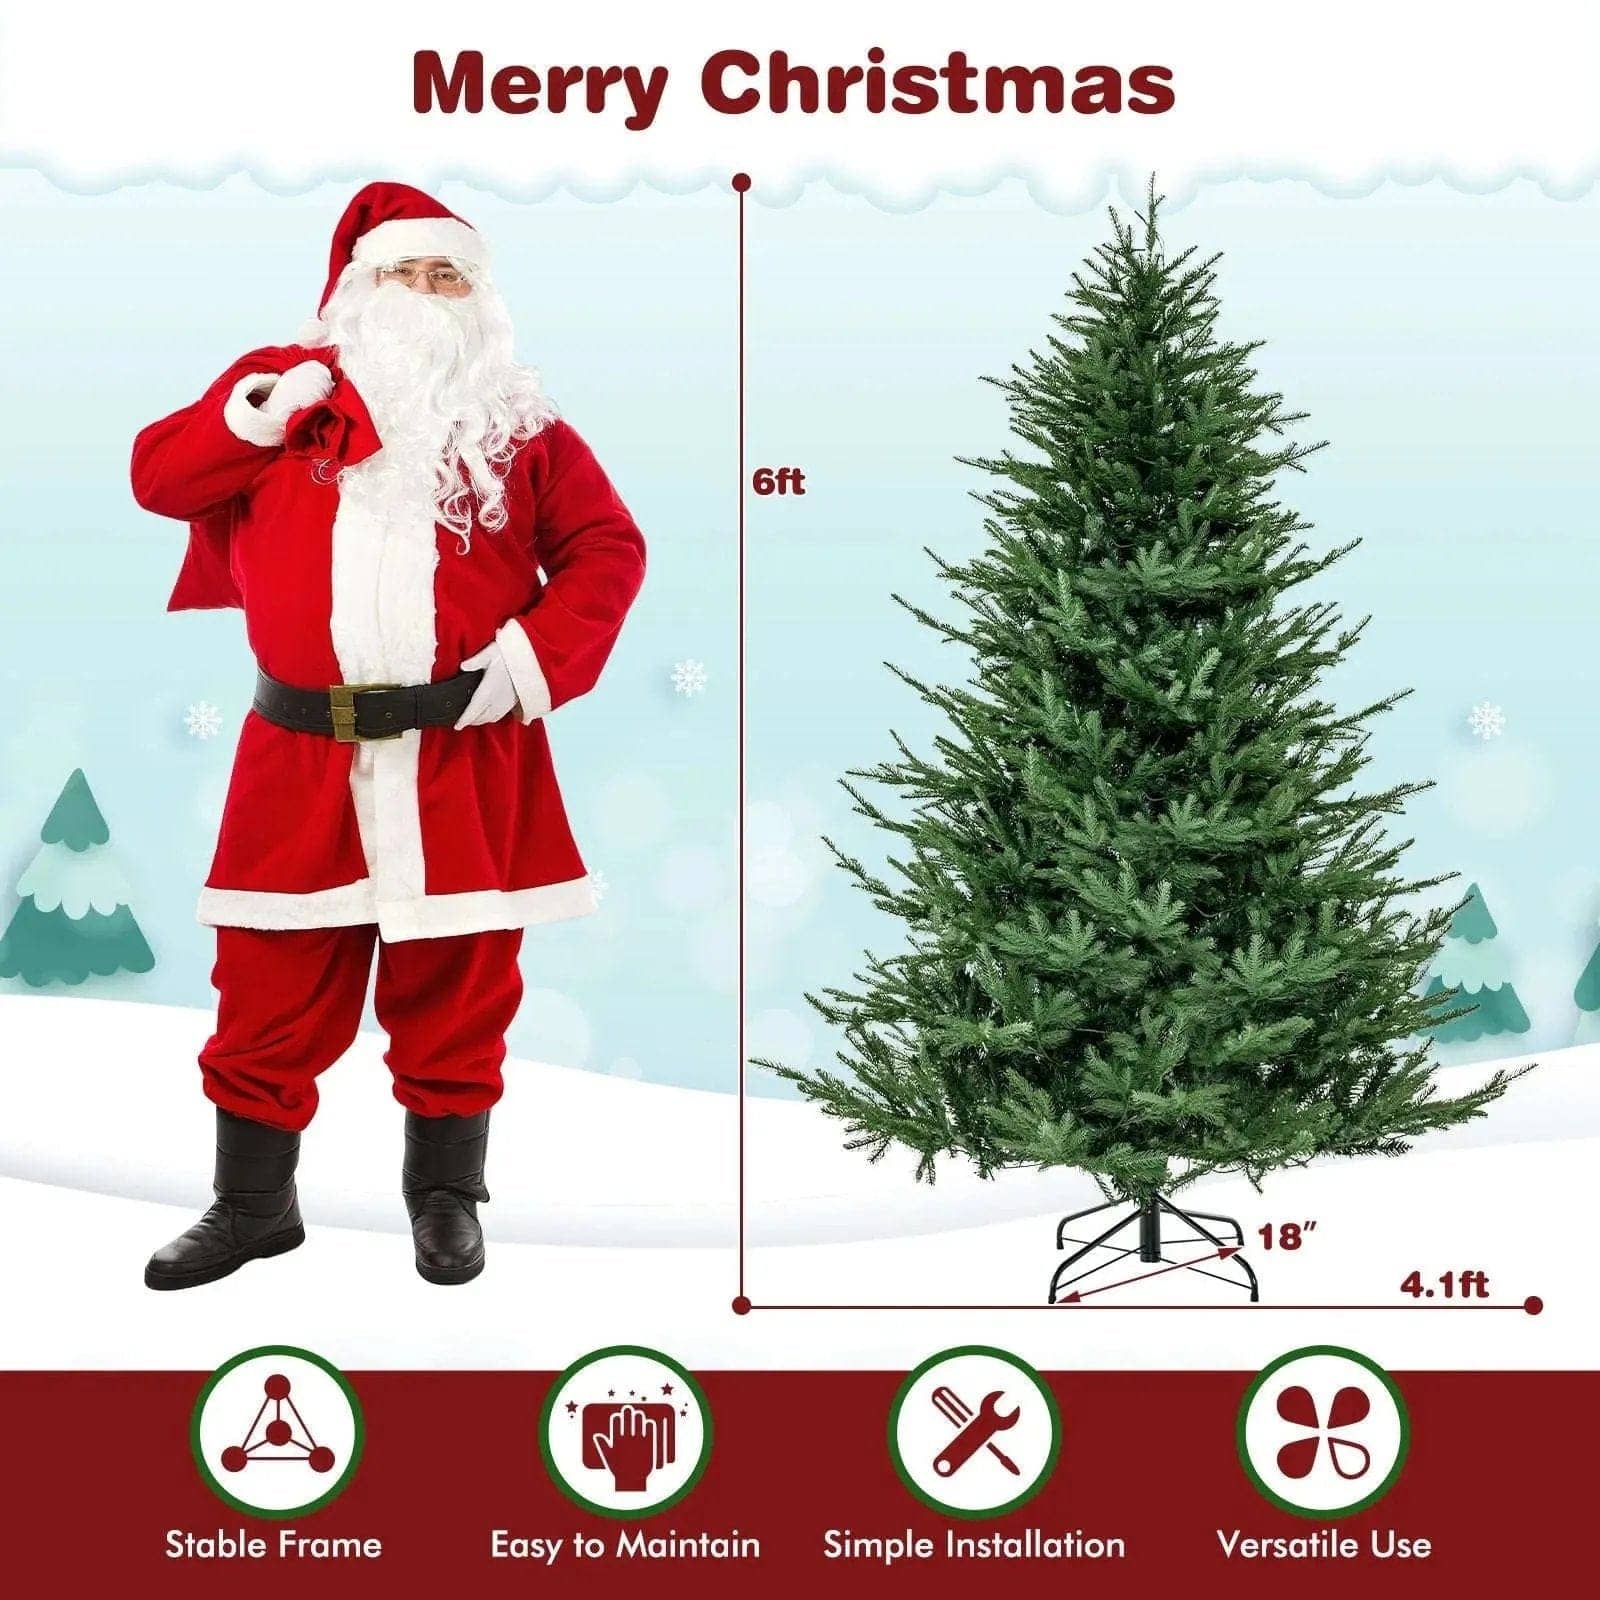 Merry Christmas
6ft
18"
4.1ft
Stable Frame
Easy to Maintain
Simple Installation
Versatile Use